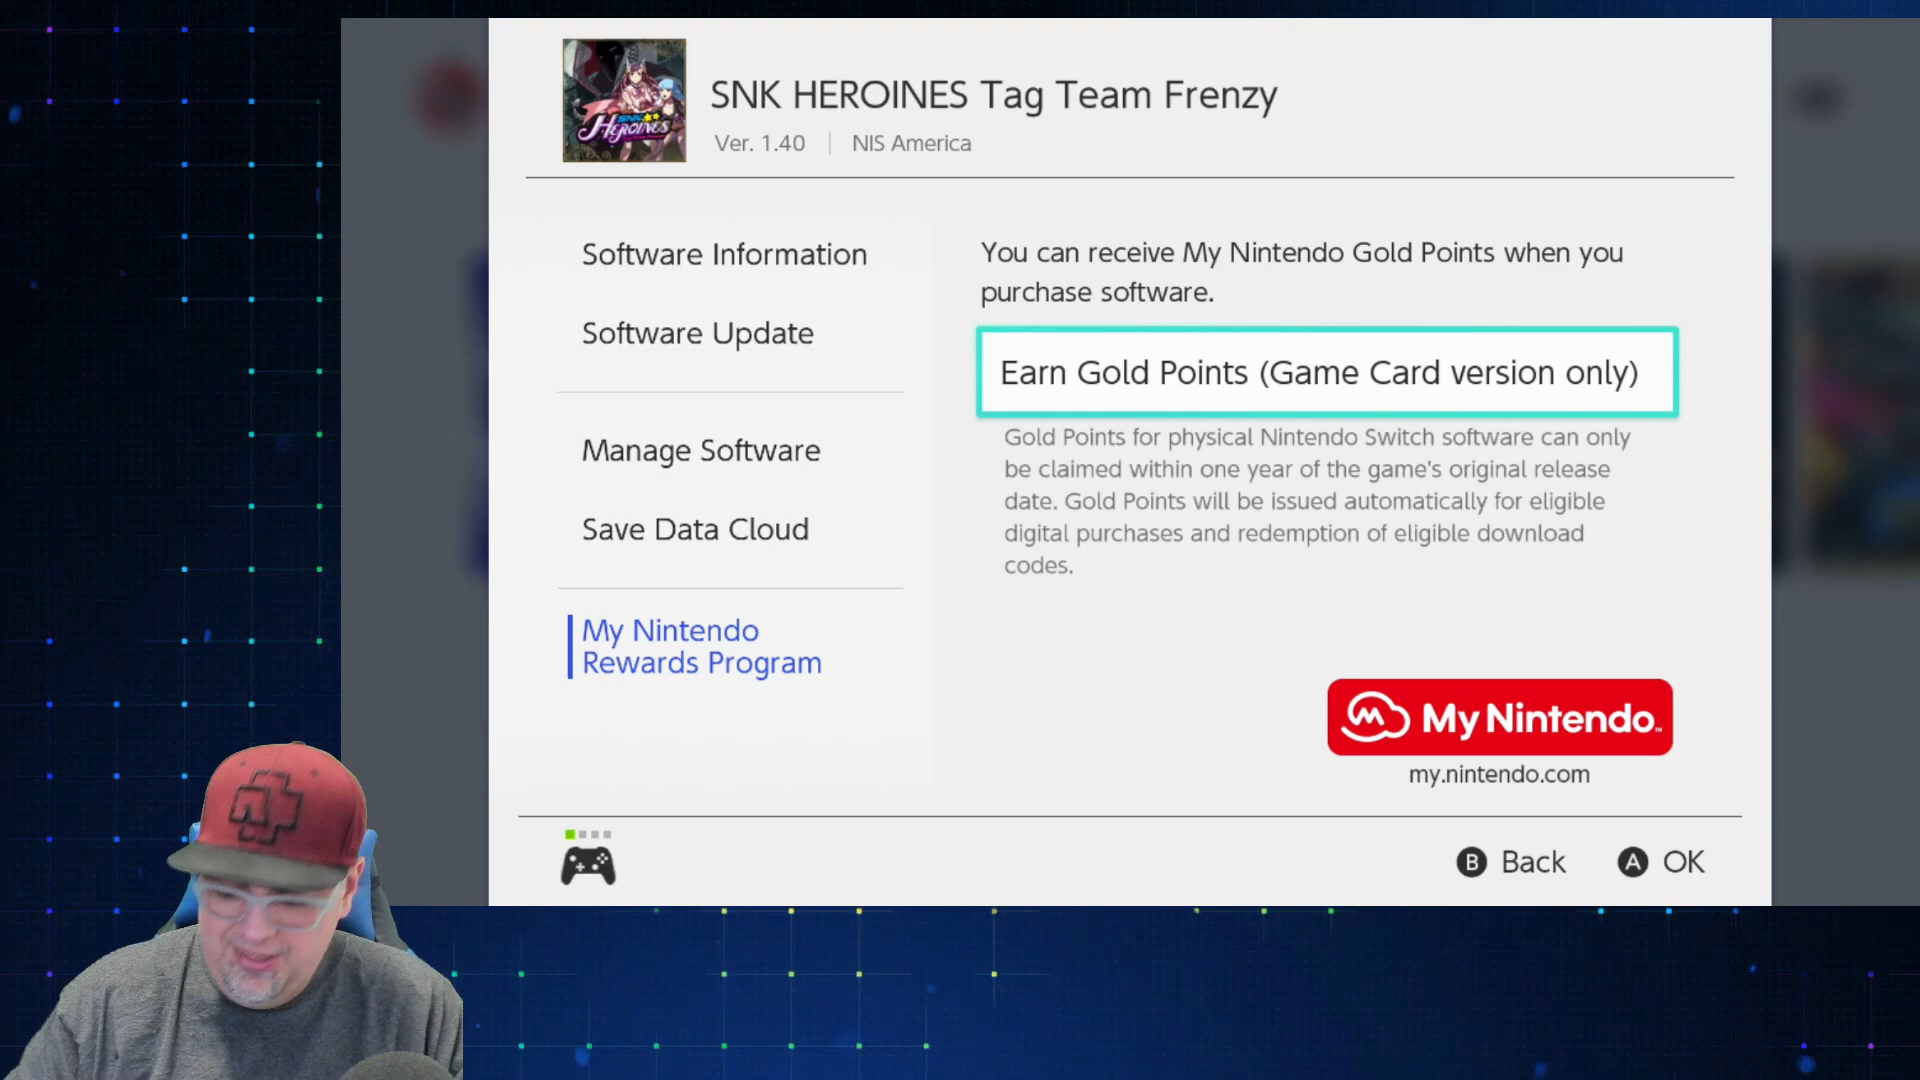 SNK HEROINES Tag Team Frenzy
Ver. 1.40 | NIS America
SNK
HEROINES
Software Information
Software Update
Manage Software
Save Data Cloud
My Nintendo
Rewards Program
You can receive My Nintendo Gold Points when you
purchase software.
Earn Gold Points (Game Card version only)
Gold Points for physical Nintendo Switch software can only
be claimed within one year of the game's original release
date. Gold Points will be issued automatically for eligible
digital purchases and redemption of eligible download
codes.
My Nintendo™
my.nintendo.com
B Back
A OK